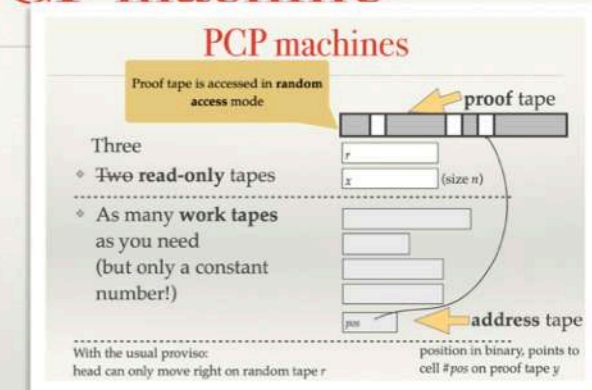 PCP machines
Proof tape is accessed in random
access mode
proof tape
Three
Two read-only tapes
r
x
(size n)
As many work tapes
as you need
(but only a constant
number!)
pos
address tape
With the usual proviso:
head can only move right on random tape r
position in binary, points to
cell #pos on proof tape y